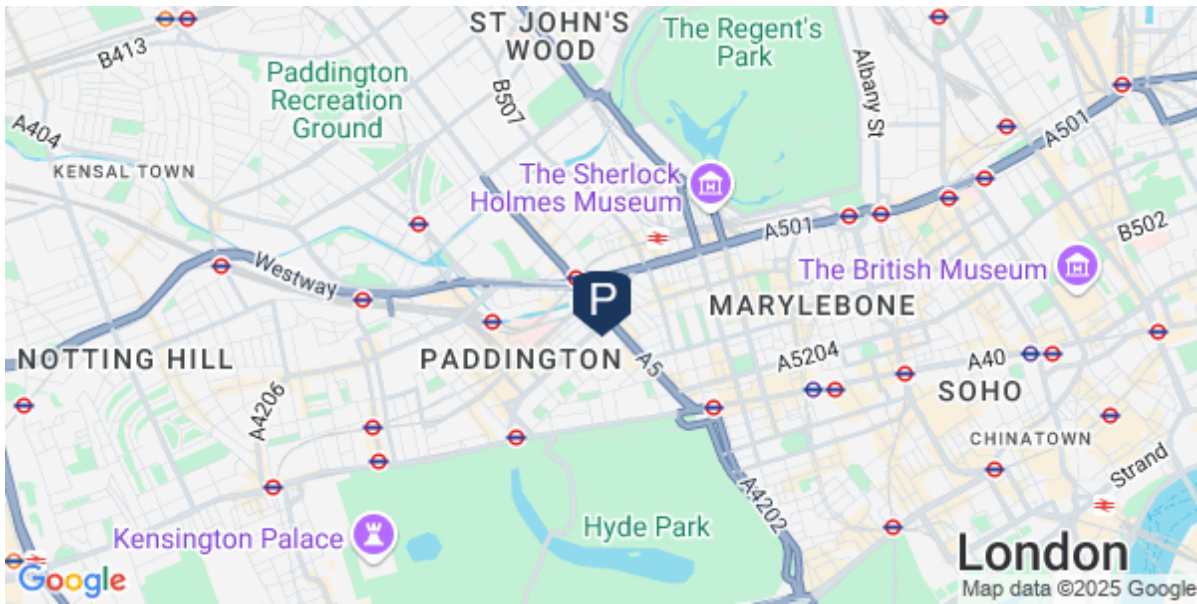 ST JOHN'S
WOOD
The Regent's
Park
B413
Paddington
Recreation
Ground
B507
Albany St
A404
A501
KENSAL TOWN
The Sherlock
Holmes Museum
A501
B502
Westway
The British Museum
P
MARYLEBONE
NOTTING HILL
PADDINGTON
A5
A5204
A40
SOHO
A4206
CHINATOWN
Strand
A4202
Hyde Park
Kensington Palace
London
Google
Map data ©2025 Google